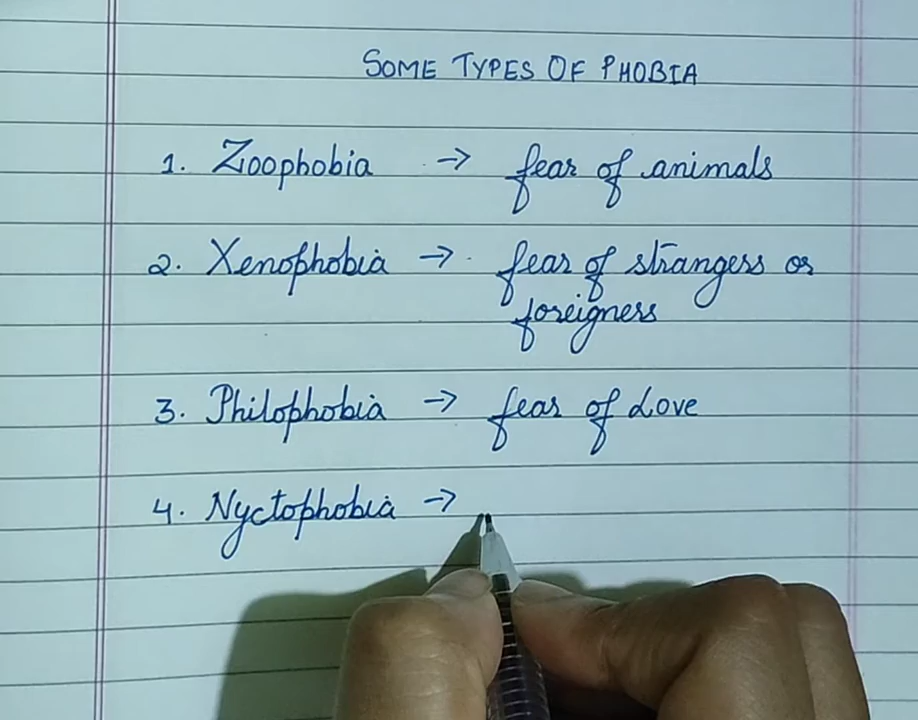 SOME TYPES OF PHOBIA
1. Zoophobia → fear of animals
2. Xenophobia → fear of strangers or
foreigners
3. Philophobia → fear of Love
4. Nyctophobia →